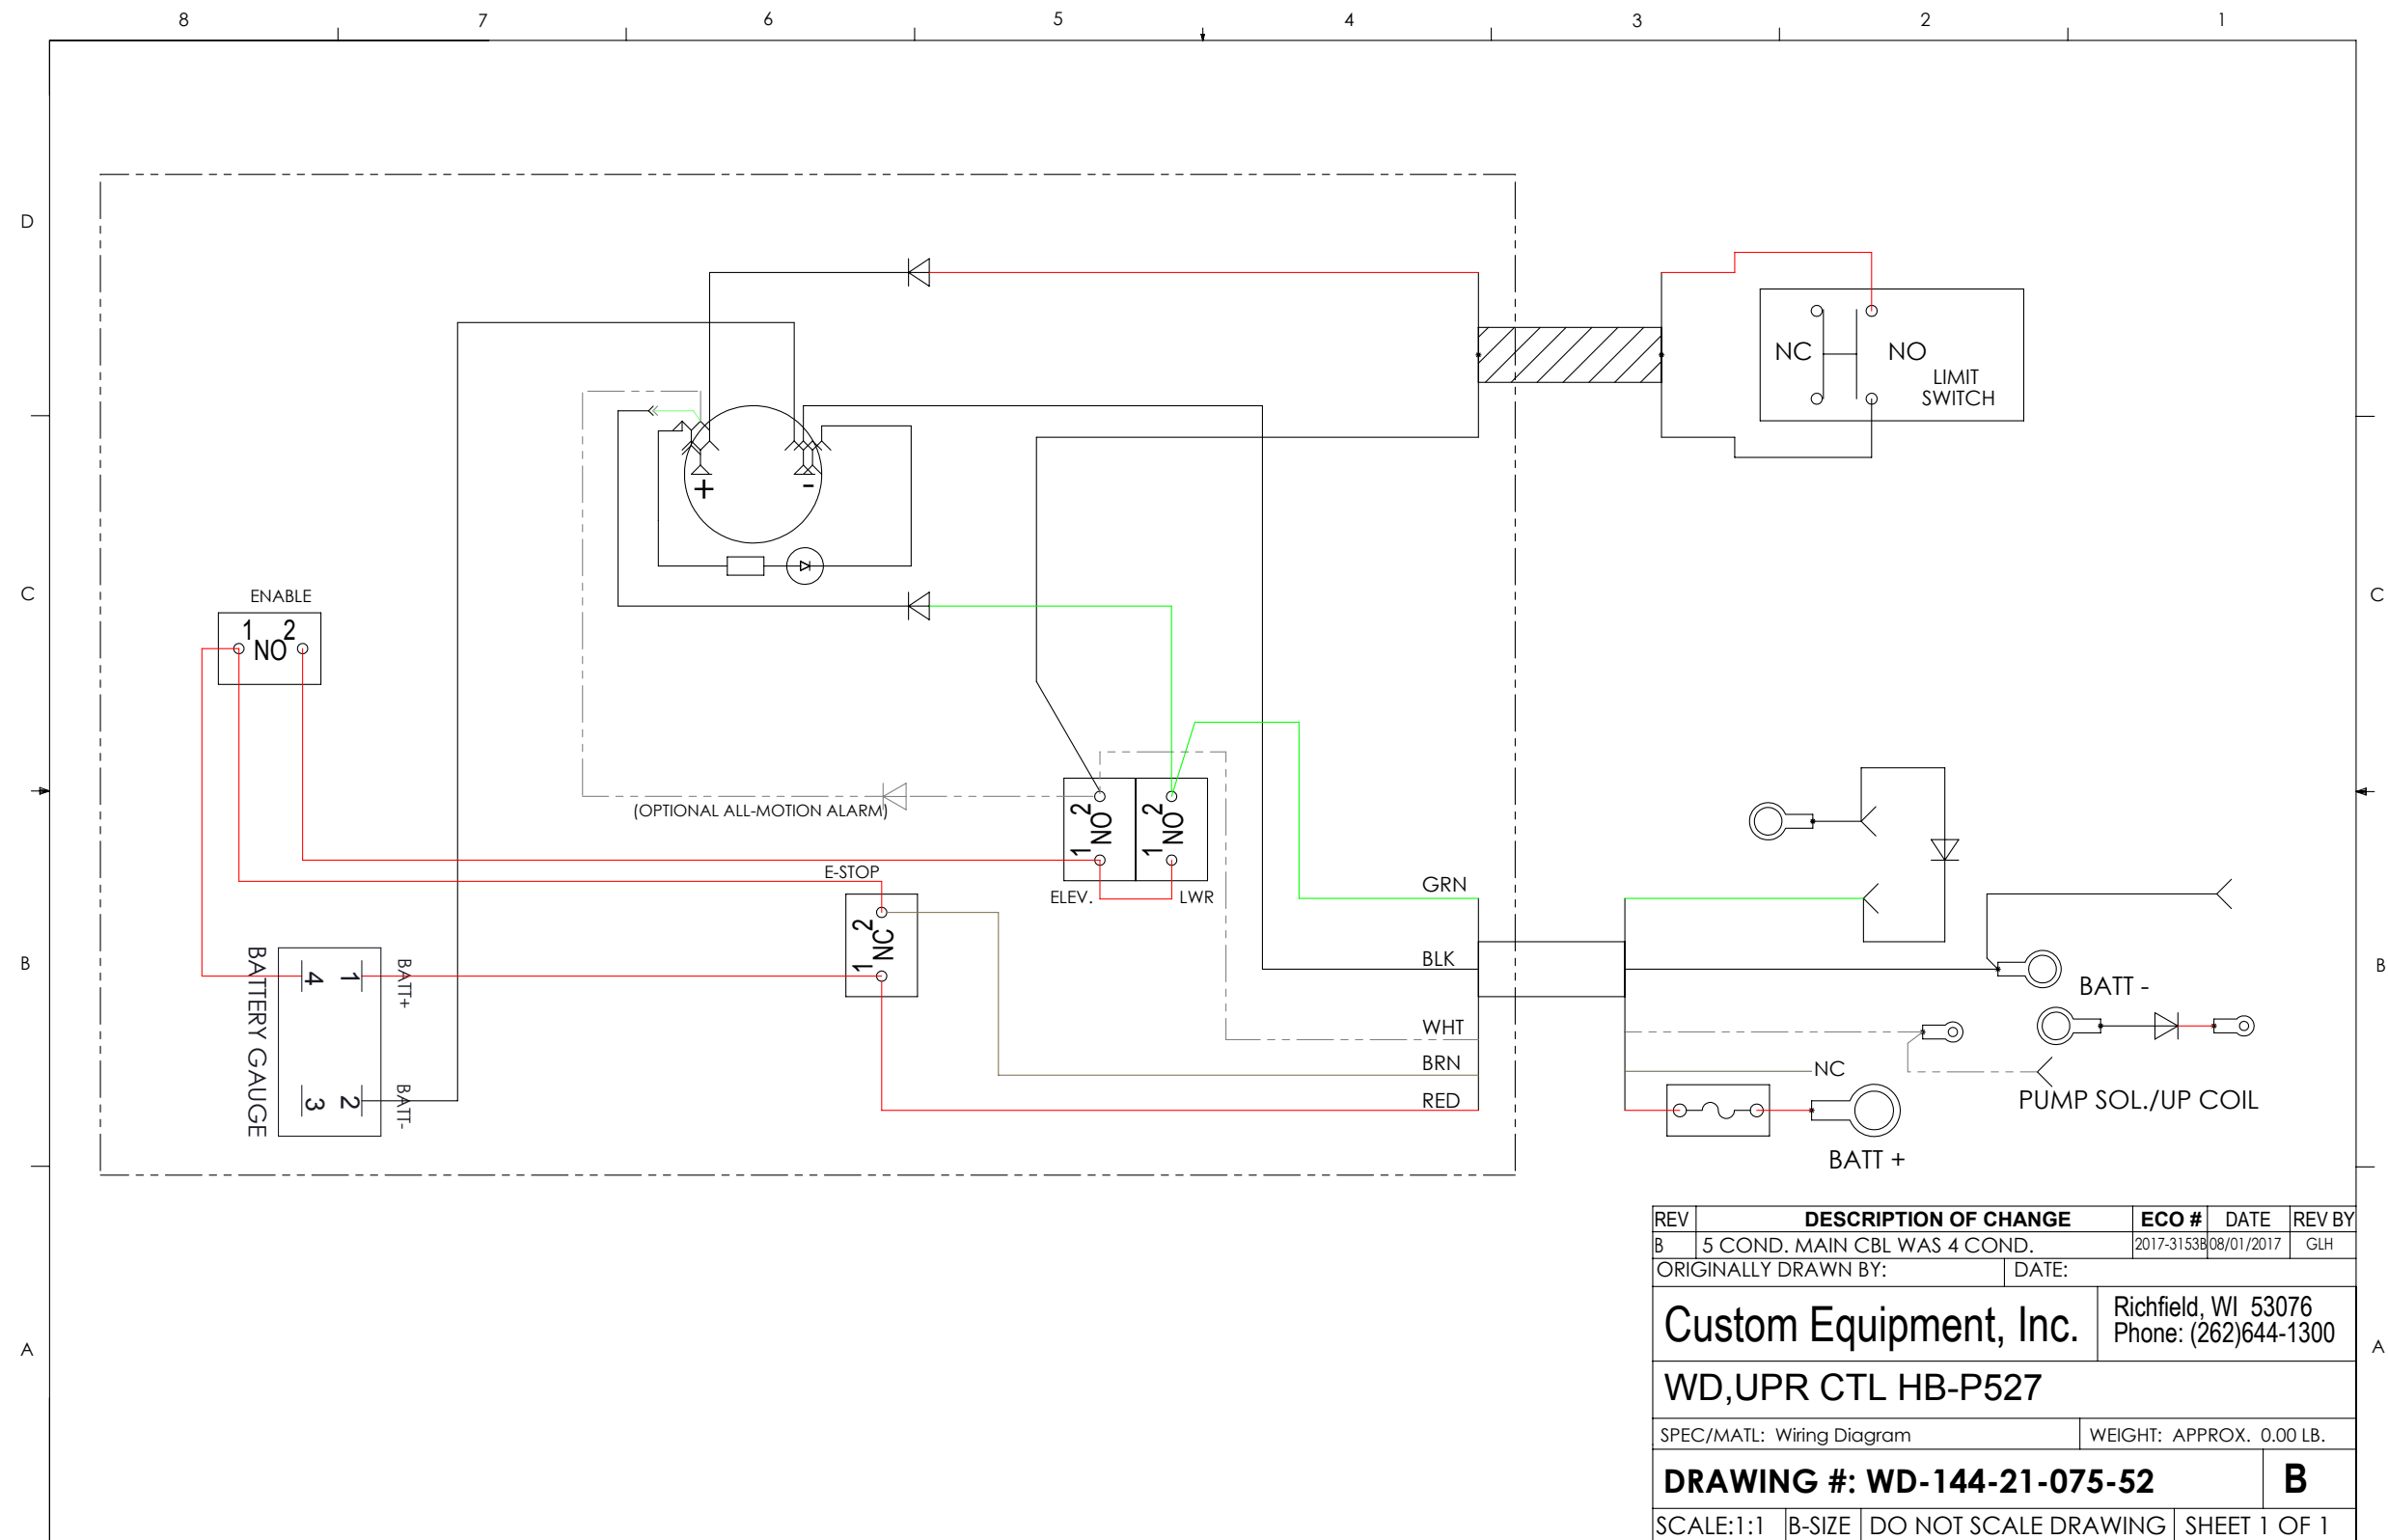 8 7 6 5 4 3 2 1
D
NC NO
LIMIT
SWITCH
+ -
C
C
ENABLE
1 NO 2
(OPTIONAL ALL-MOTION ALARM)
1 NO 2
1 NO 2
ELEV.
LWR
E-STOP
1 NC 2
GRN
BLK
WHT
BRN
RED
B
B
BATTERY GAUGE
4 1
3 2
BATT+
BATT-
BATT -
NC
PUMP SOL./UP COIL
BATT +
A
A
REV DESCRIPTION OF CHANGE ECO # DATE REV BY
B 5 COND. MAIN CBL WAS 4 COND. 2017-3153B 08/01/2017 GLH
ORIGINALLY DRAWN BY: DATE:
Custom Equipment, Inc.
Richfield, WI 53076
Phone: (262)644-1300
WD,UPR CTL HB-P527
SPEC/MATL: Wiring Diagram WEIGHT: APPROX. 0.00 LB.
DRAWING #: WD-144-21-075-52 B
SCALE:1:1 B-SIZE DO NOT SCALE DRAWING SHEET 1 OF 1